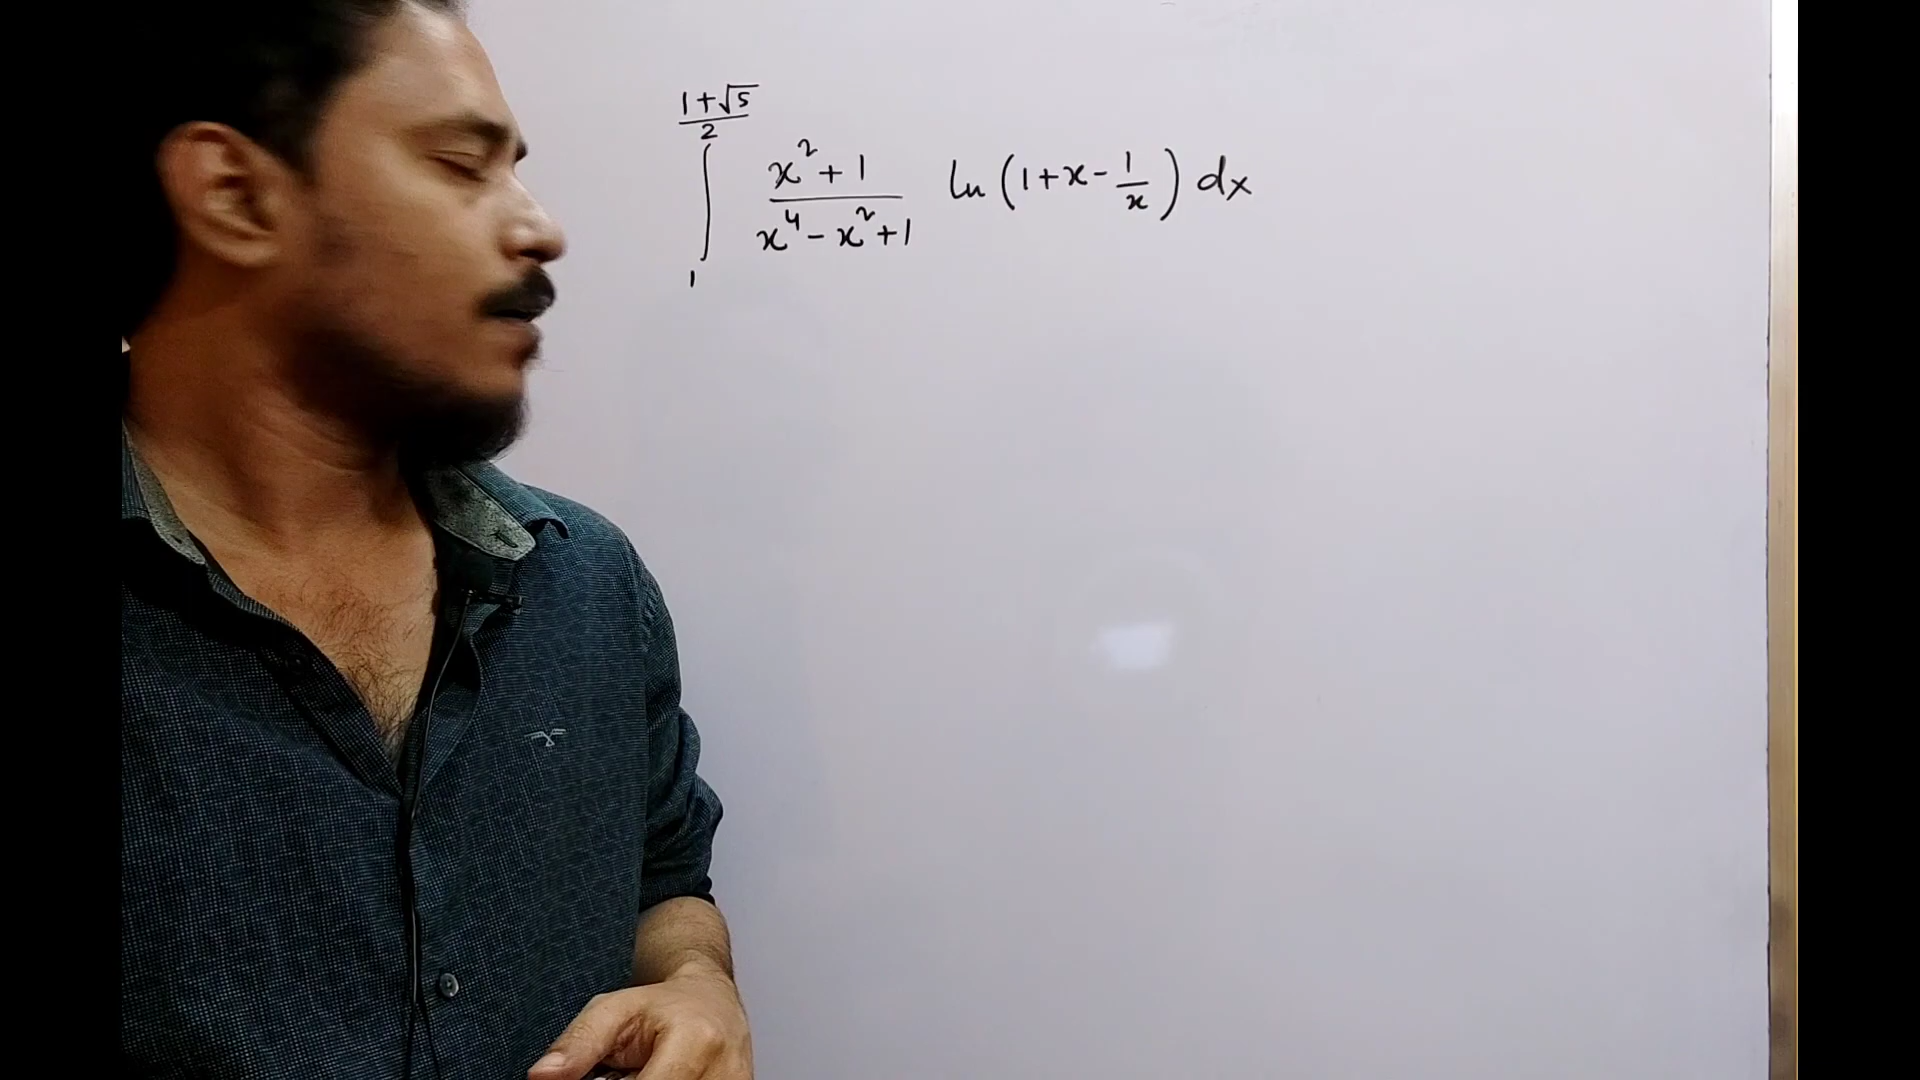 ∫₁^((1+√5)/2) (x²+1)/(x⁴-x²+1) ln(1+x-1/x) dx